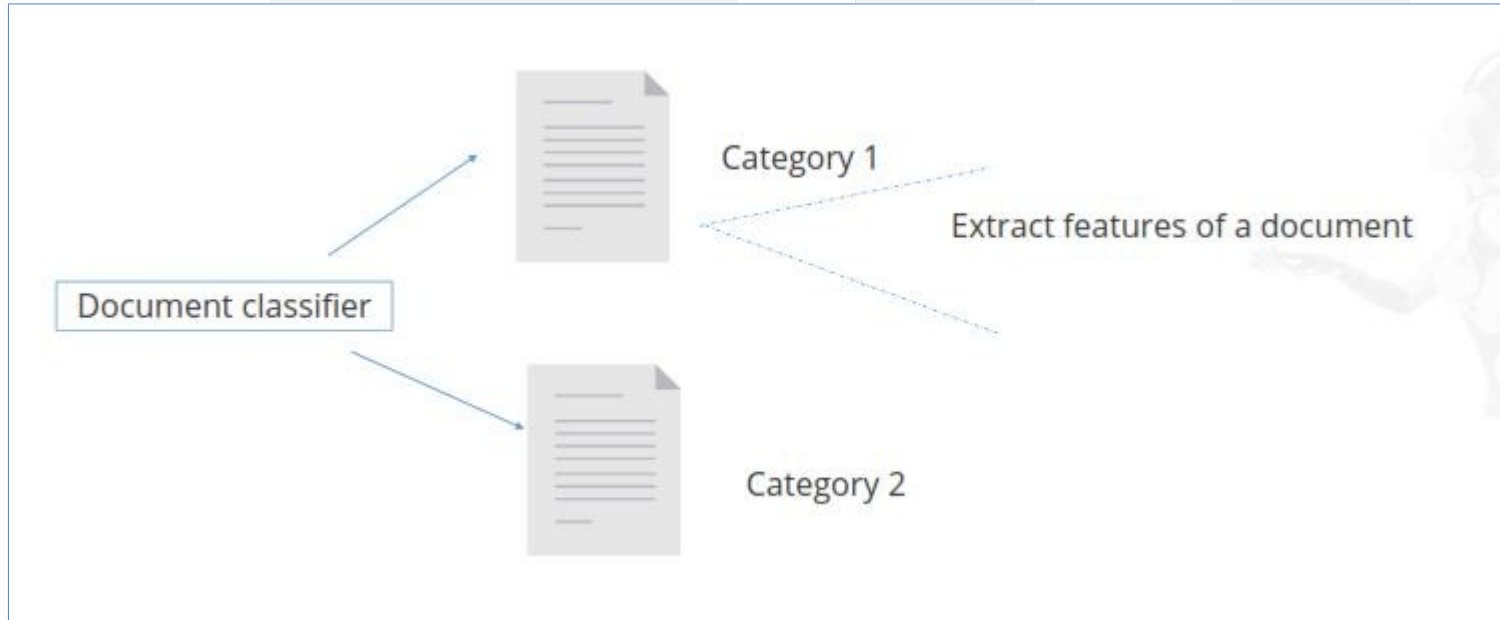 Category 1
Extract features of a document
Document classifier
Category 2